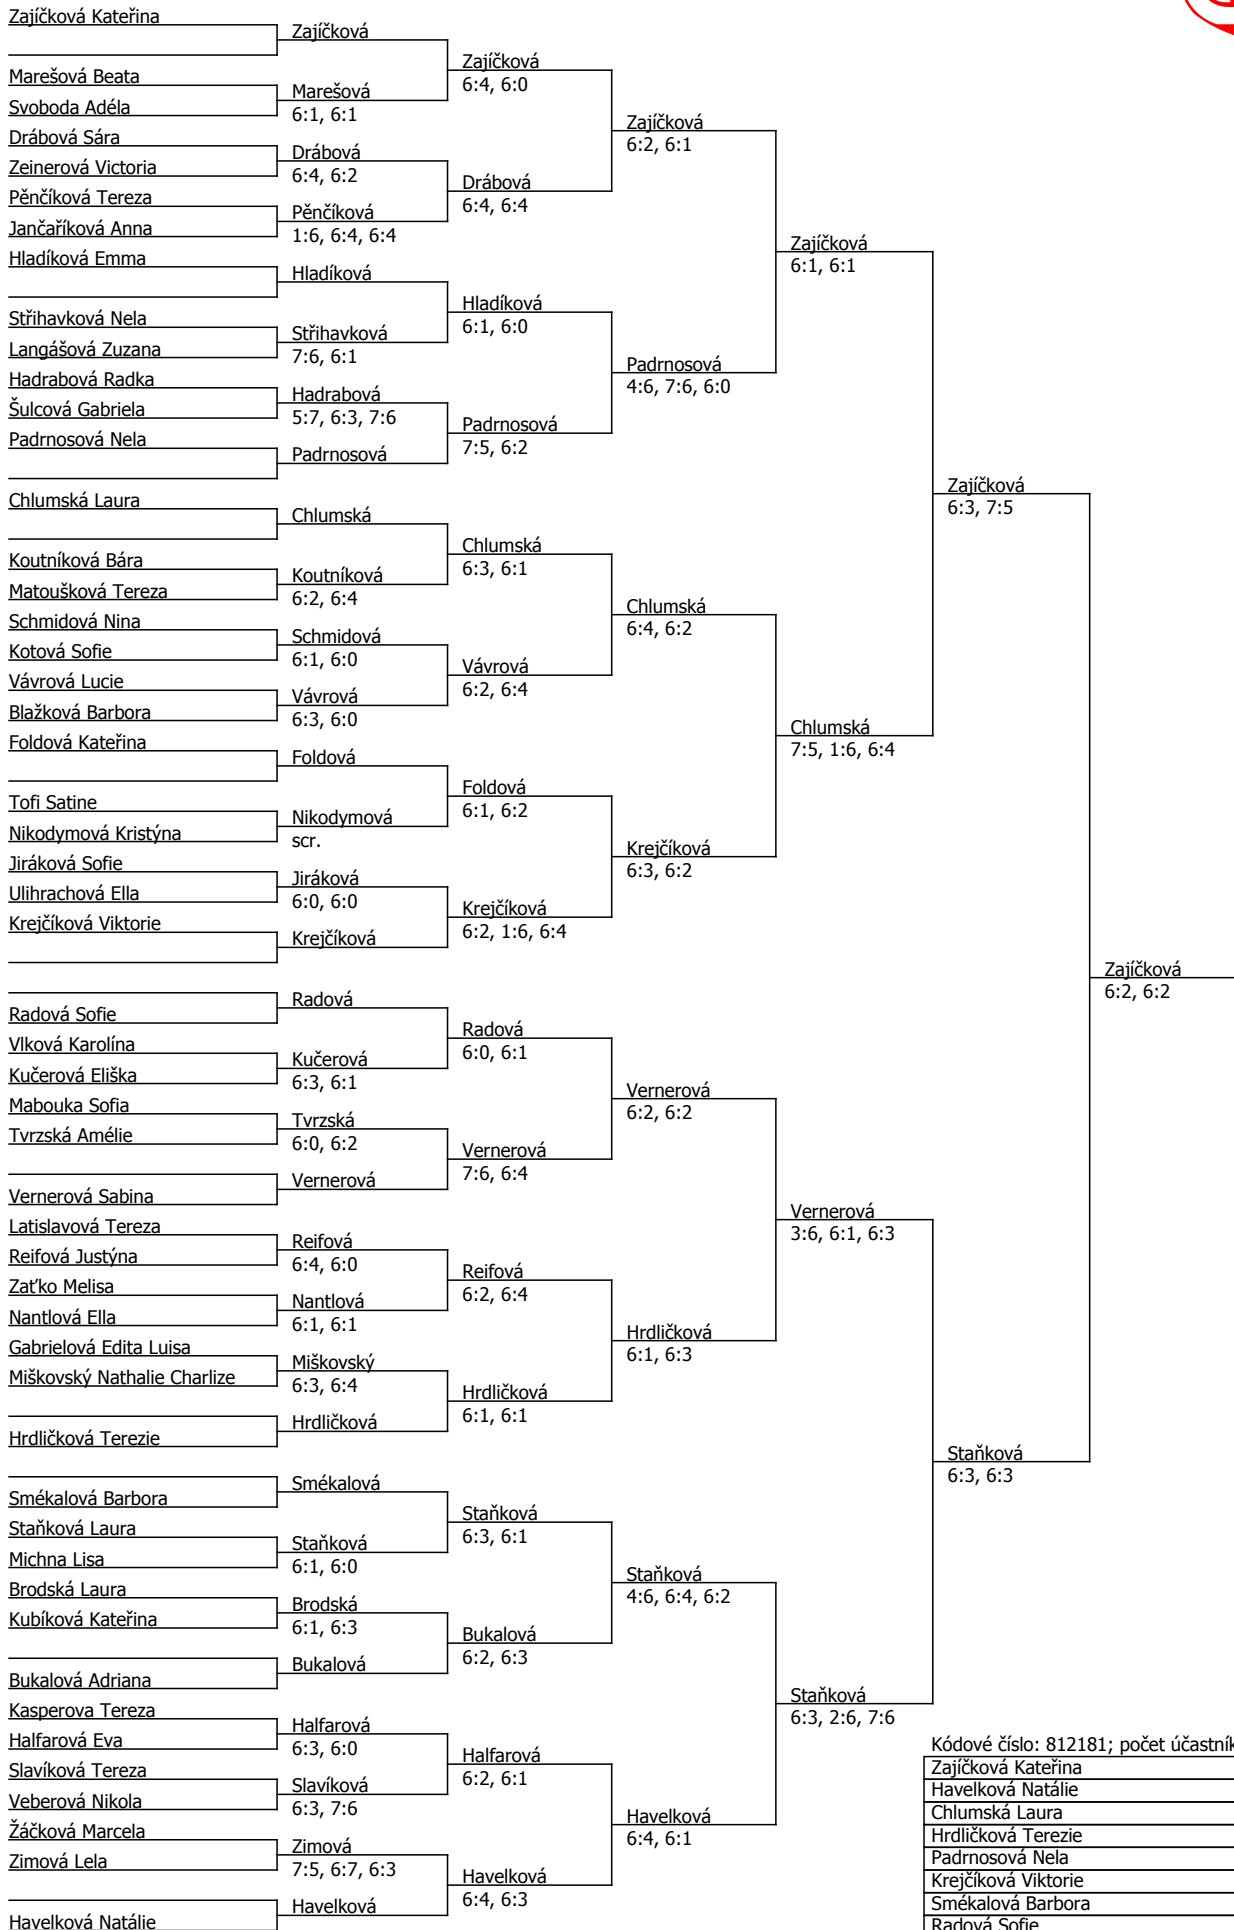 Zajíčková Kateřina
Marešová Beata
Svoboda Adéla
Drábová Sára
Zeinerová Victoria
Pěnčíková Tereza
Jančaříková Anna
Hladíková Emma
Střihavková Nela
Langášová Zuzana
Hadrabová Radka
Šulcová Gabriela
Padrnosová Nela
Chlumská Laura
Koutníková Bára
Matoušková Tereza
Schmidová Nina
Kotová Sofie
Vávrová Lucie
Blažková Barbora
Foldová Kateřina
Tofi Satine
Nikodymová Kristýna
Jiráková Sofie
Ulihrachová Ella
Krejčíková Viktorie
Radová Sofie
Vlková Karolína
Kučerová Eliška
Mabouka Sofia
Tvrzská Amélie
Vernerová Sabina
Latislavová Tereza
Reifová Justýna
Zaťko Melisa
Nantlová Ella
Gabrielová Edita Luisa
Miškovský Nathalie Charlize
Hrdličková Terezie
Smékalová Barbora
Staňková Laura
Michna Lisa
Brodská Laura
Kubíková Kateřina
Bukalová Adriana
Kasperova Tereza
Halfarová Eva
Slavíková Tereza
Veberová Nikola
Žáčková Marcela
Zimová Lela
Havelková Natálie
Zajíčková
Marešová
6:1, 6:1
Drábová
6:4, 6:2
Pěnčíková
1:6, 6:4, 6:4
Hladíková
Střihavková
7:6, 6:1
Hadrabová
5:7, 6:3, 7:6
Padrnosová
Chlumská
Koutníková
6:2, 6:4
Schmidová
6:1, 6:0
Vávrová
6:3, 6:0
Foldová
Nikodymová
scr.
Jiráková
6:0, 6:0
Krejčíková
Radová
Kučerová
6:3, 6:1
Tvrzská
6:0, 6:2
Vernerová
Reifová
6:4, 6:0
Nantlová
6:1, 6:1
Miškovský
6:3, 6:4
Hrdličková
Smékalová
Staňková
6:1, 6:0
Brodská
6:1, 6:3
Bukalová
Halfarová
6:3, 6:0
Slavíková
6:3, 7:6
Zimová
7:5, 6:7, 6:3
Havelková
Zajíčková
6:4, 6:0
Drábová
6:4, 6:4
Hladíková
6:1, 6:0
Padrnosová
7:5, 6:2
Chlumská
6:3, 6:1
Vávrová
6:2, 6:4
Foldová
6:1, 6:2
Krejčíková
6:2, 1:6, 6:4
Radová
6:0, 6:1
Vernerová
7:6, 6:4
Reifová
6:2, 6:4
Hrdličková
6:1, 6:1
Staňková
6:3, 6:1
Bukalová
6:2, 6:3
Halfarová
6:2, 6:1
Havelková
6:4, 6:3
Zajíčková
6:2, 6:1
Padrnosová
4:6, 7:6, 6:0
Chlumská
6:4, 6:2
Krejčíková
6:3, 6:2
Vernerová
6:2, 6:2
Hrdličková
6:1, 6:3
Staňková
4:6, 6:4, 6:2
Havelková
6:4, 6:1
Zajíčková
6:1, 6:1
Chlumská
7:5, 1:6, 6:4
Vernerová
3:6, 6:1, 6:3
Staňková
6:3, 2:6, 7:6
Zajíčková
6:3, 7:5
Staňková
6:3, 6:3
Zajíčková
6:2, 6:2
Kódové číslo: 812181; počet účastník
Zajíčková Kateřina
Havelková Natálie
Chlumská Laura
Hrdličková Terezie
Padrnosová Nela
Krejčíková Viktorie
Smékalová Barbora
Radová Sofie